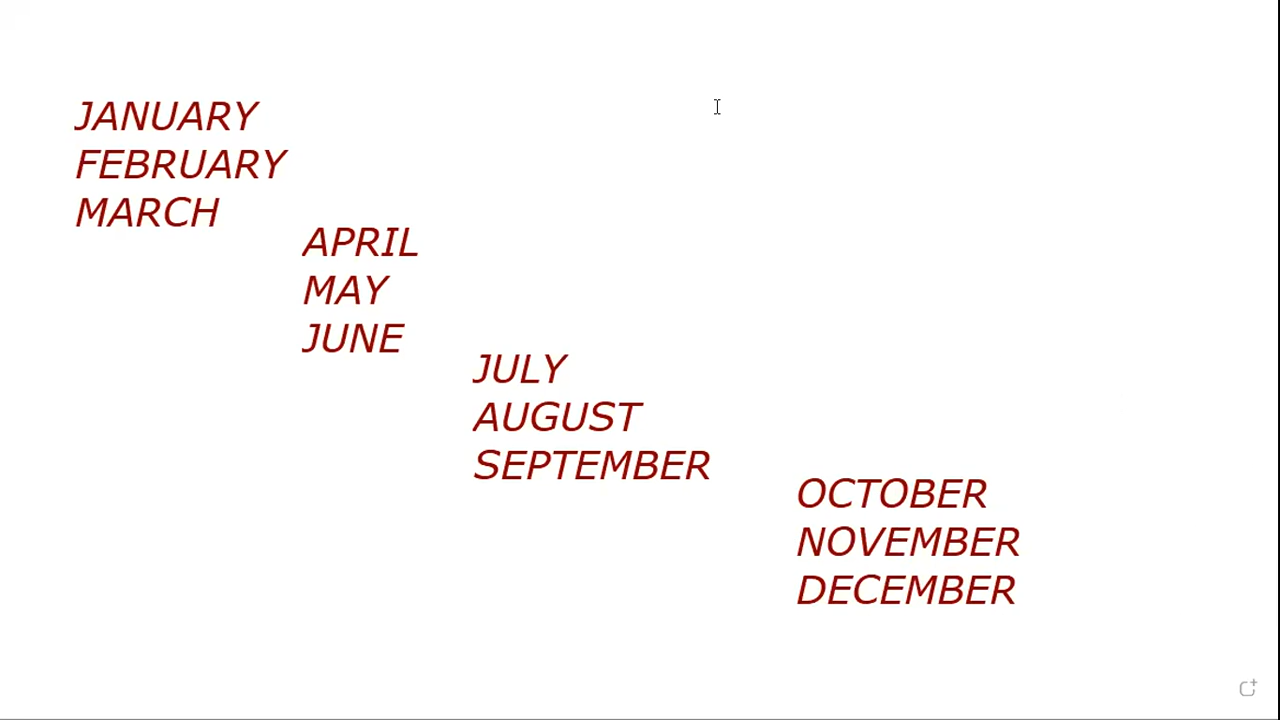 JANUARY
FEBRUARY
MARCH
APRIL
MAY
JUNE
JULY
AUGUST
SEPTEMBER
OCTOBER
NOVEMBER
DECEMBER